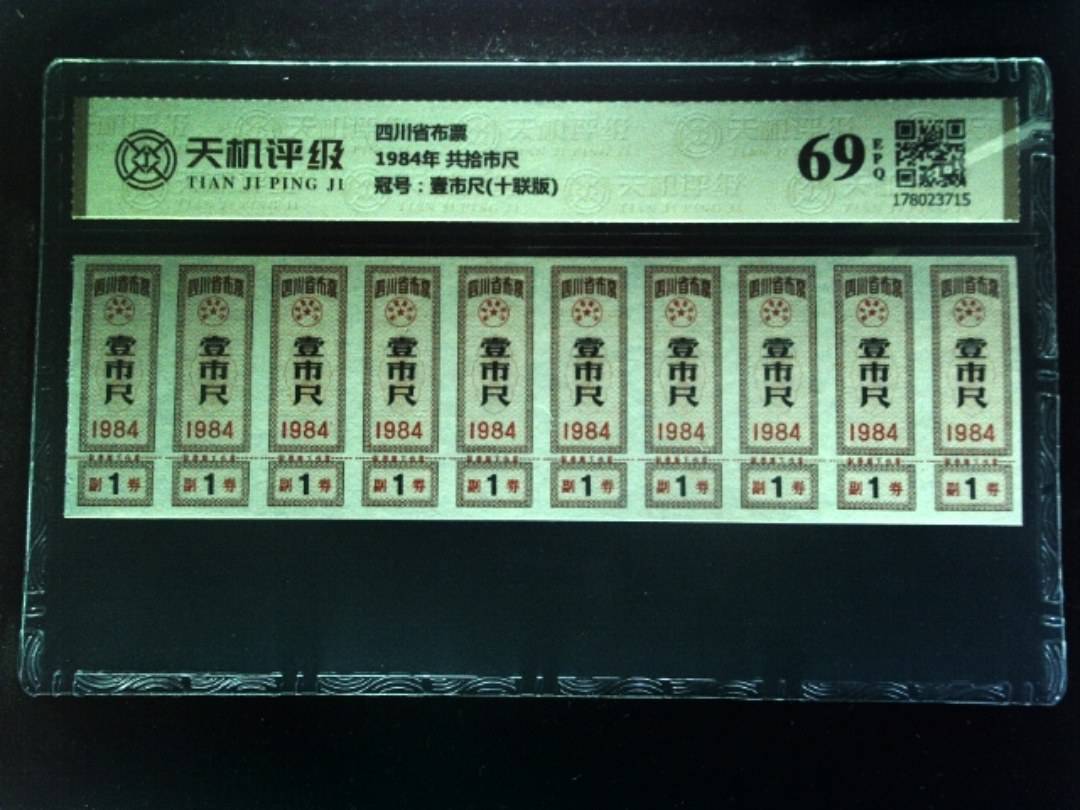 天机评级
TIAN JI PING JI
四川省布票
1984年 共拾市尺
冠号：壹市尺(十联版)
69
EPQ
178023715
四川省布票 四川省布票 四川省布票 四川省布票 四川省布票 四川省布票 四川省布票 四川省布票 四川省布票 四川省布票
壹市尺 壹市尺 壹市尺 壹市尺 壹市尺 壹市尺 壹市尺 壹市尺 壹市尺 壹市尺
1984 1984 1984 1984 1984 1984 1984 1984 1984 1984
副1券 副1券 副1券 副1券 副1券 副1券 副1券 副1券 副1券 副1券